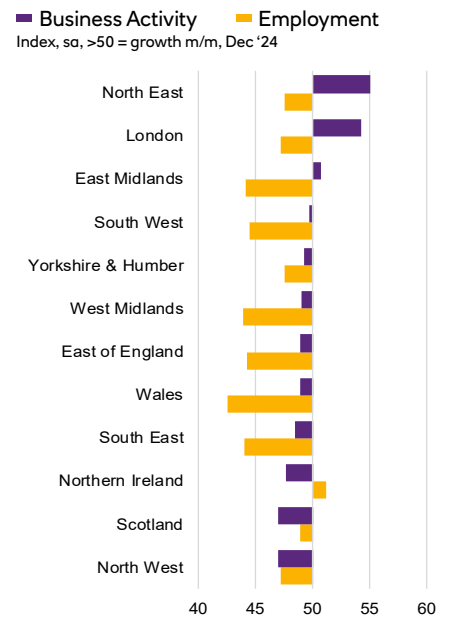 Business Activity Employment
Index, sa, >50 = growth m/m, Dec ‘24
North East
London
East Midlands
South West
Yorkshire & Humber
West Midlands
East of England
Wales
South East
Northern Ireland
Scotland
North West
40 45 50 55 60